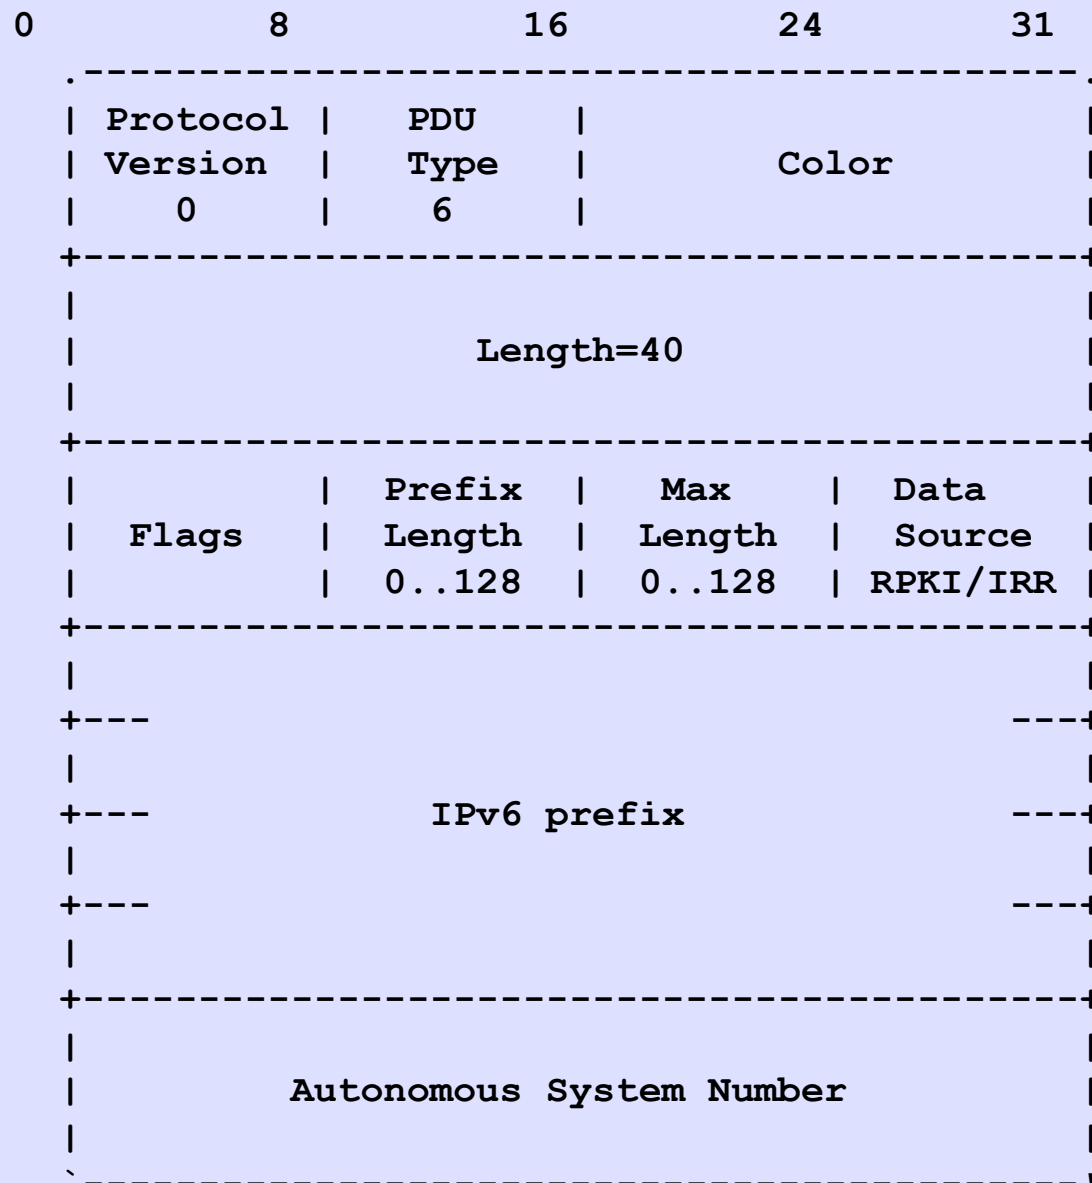 0 8 16 24 31
.-------------------------------------------.
| Protocol | PDU | |
| Version | Type | Color |
| 0 | 6 | |
+-------------------------------------------+
| |
| Length=40 |
| |
+-------------------------------------------+
| | Prefix | Max | Data |
| Flags | Length | Length | Source |
| | 0..128 | 0..128 | RPKI/IRR |
+-------------------------------------------+
| |
+--- ---+
| |
+--- IPv6 prefix ---+
| |
+--- ---+
| |
+-------------------------------------------+
| |
| Autonomous System Number |
| |
`-------------------------------------------'